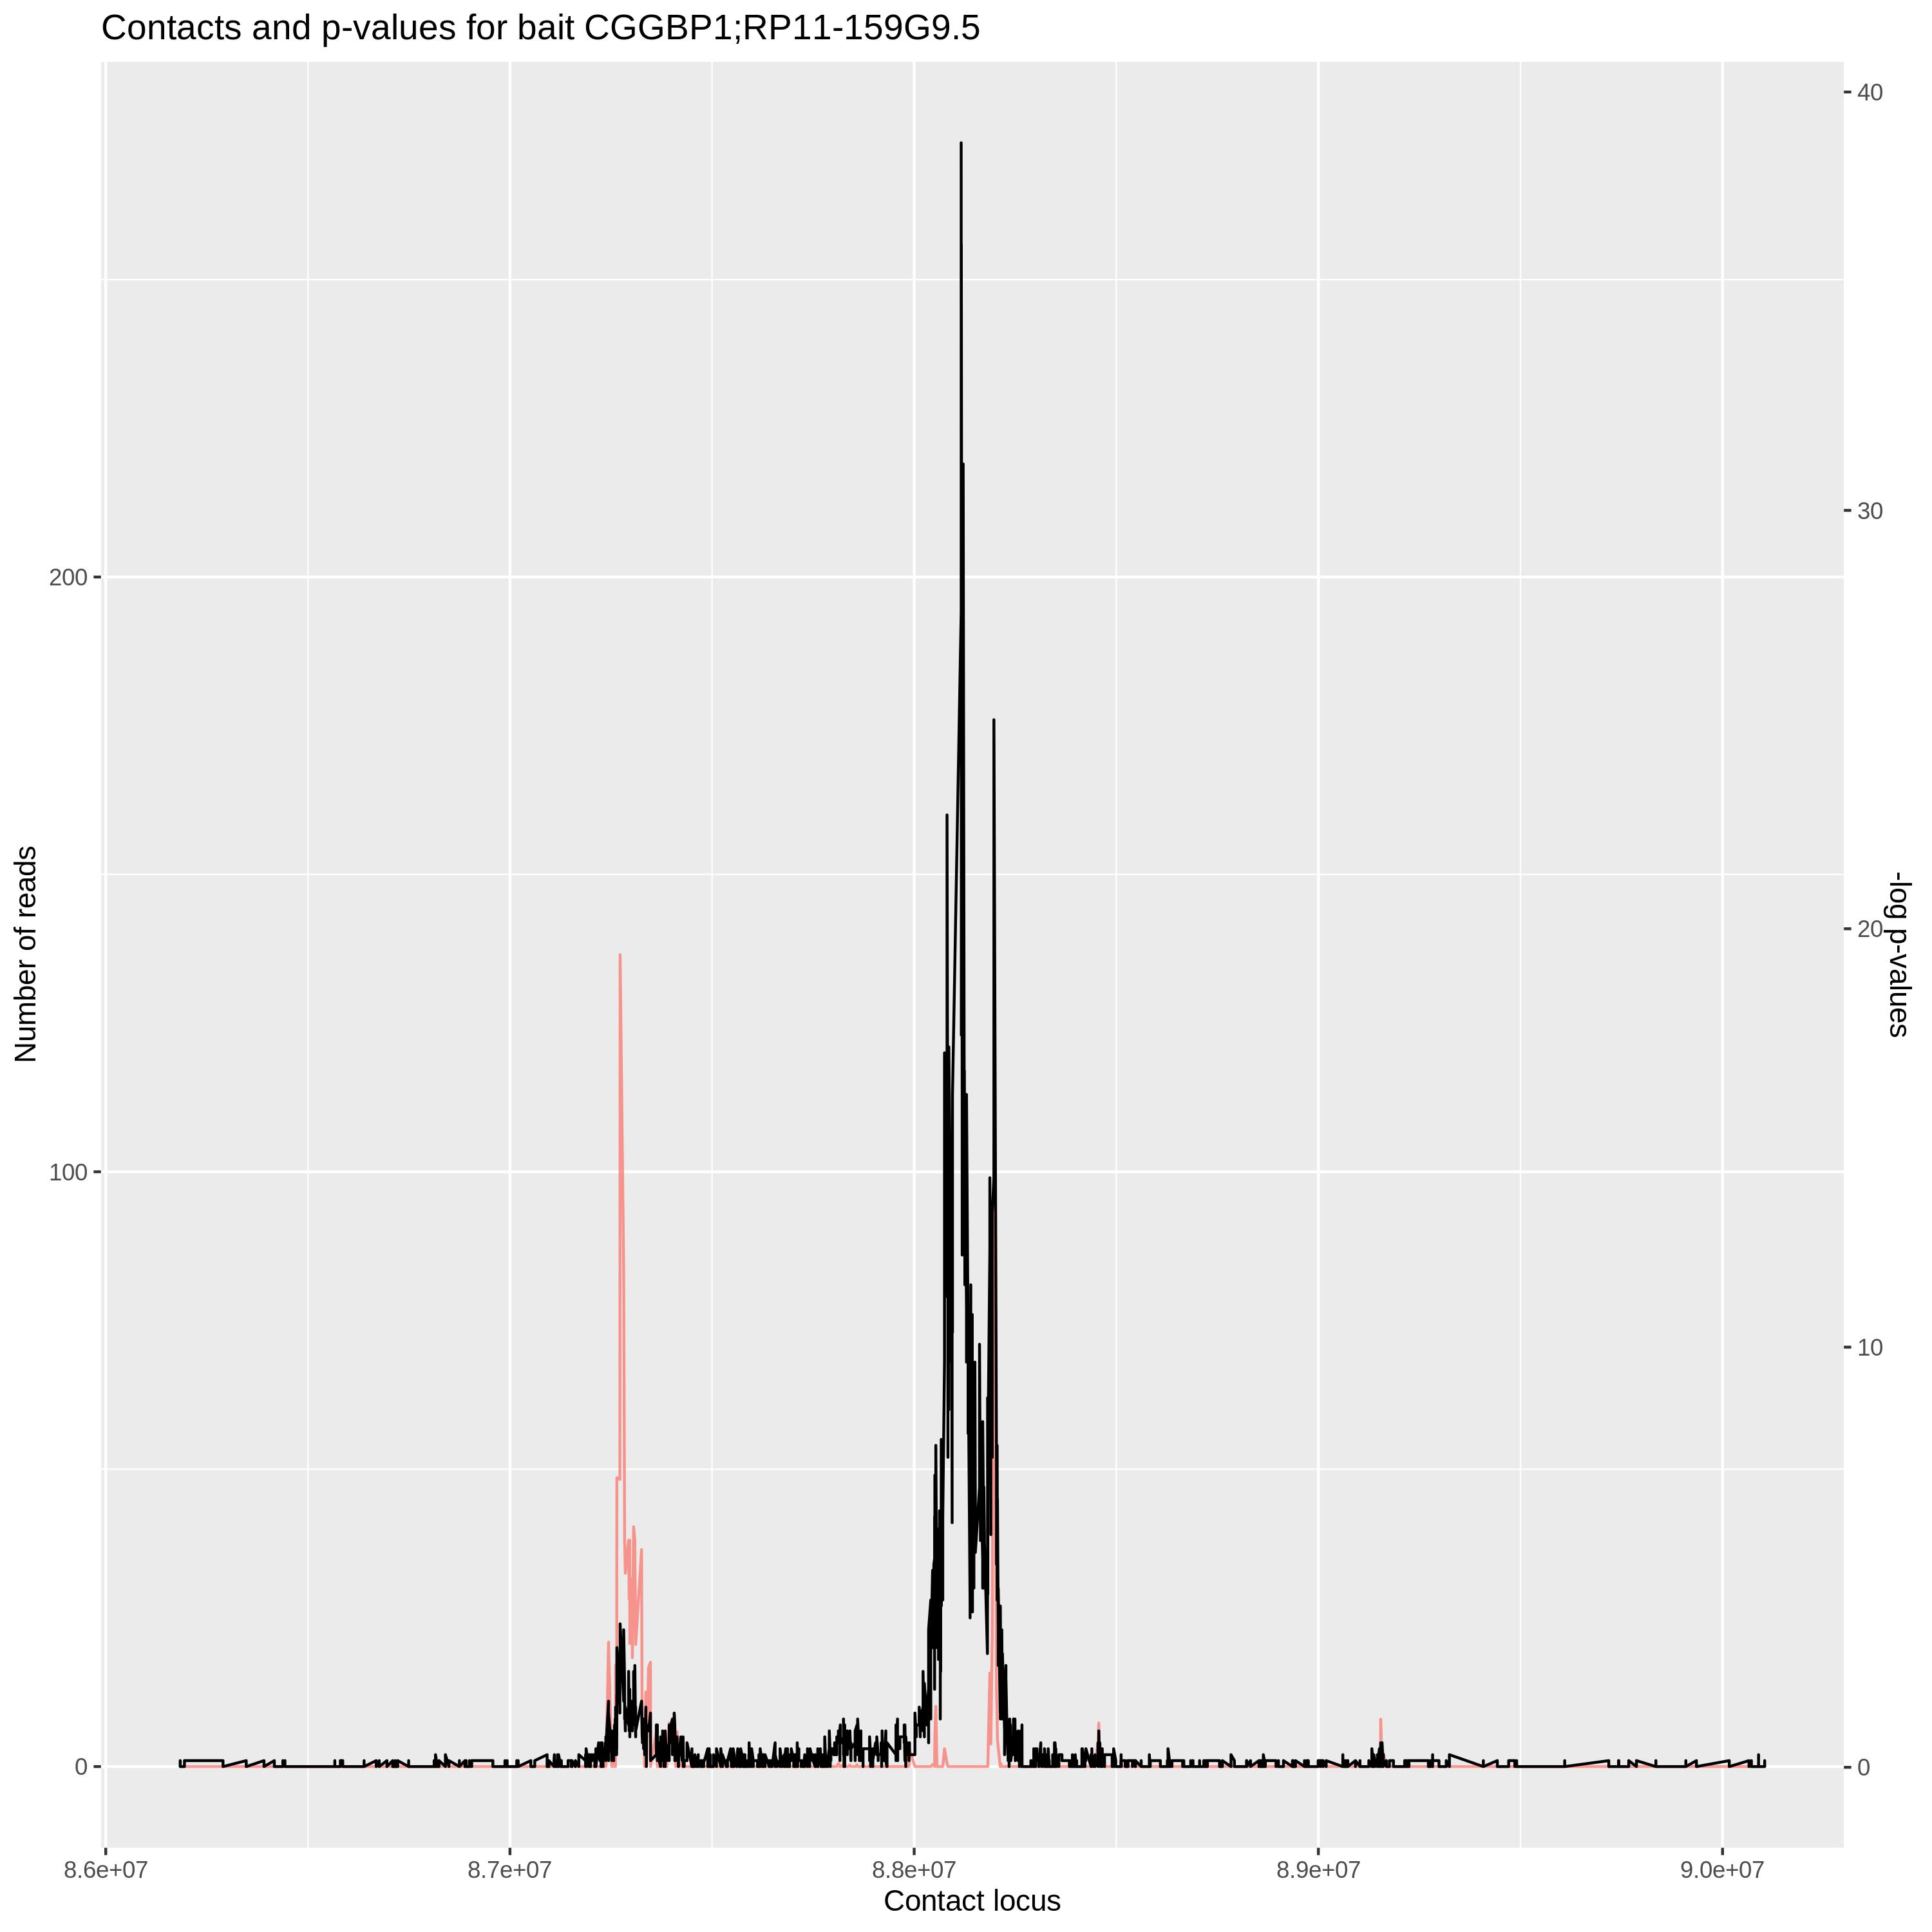 Contacts and p-values for bait CGGBP1;RP11-159G9.5
40
30
200
20
100
10
0
0
Number of reads
-log p-values
8.6e+07
8.7e+07
8.8e+07
8.9e+07
9.0e+07
Contact locus